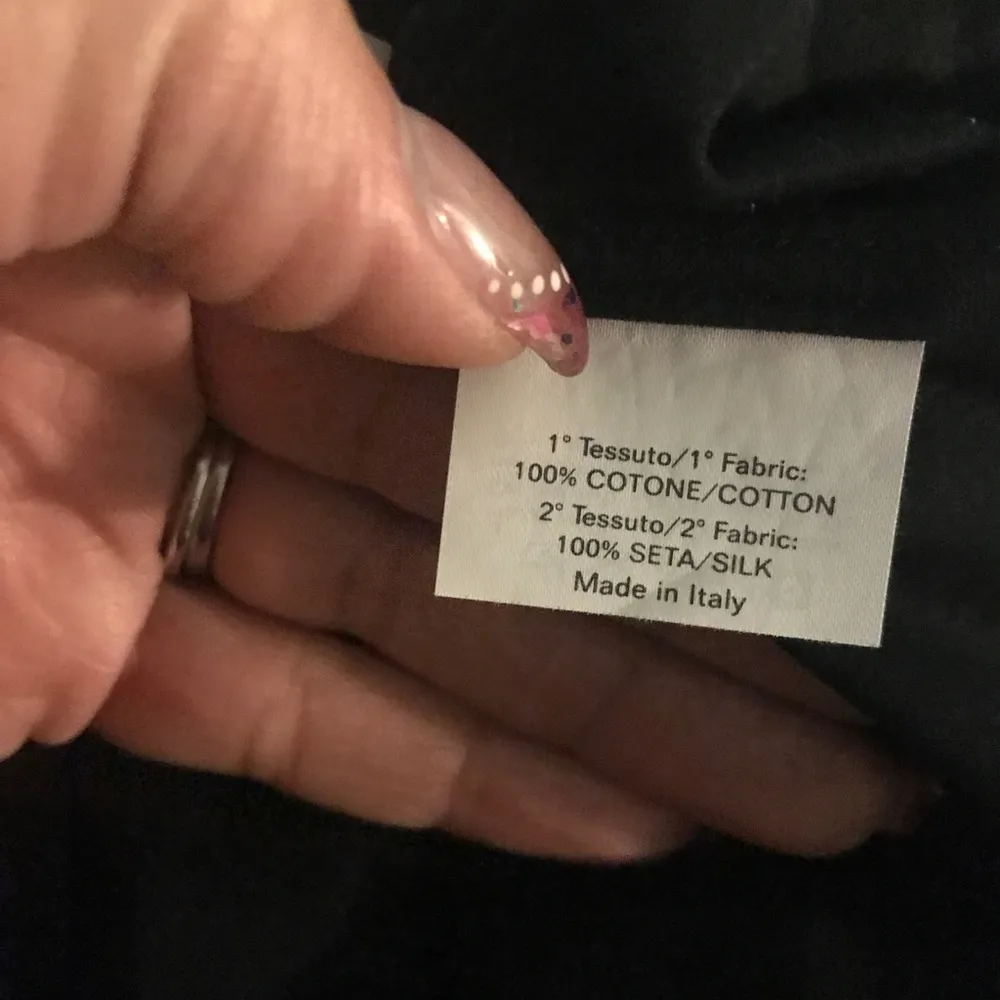 1° Tessuto/1° Fabric:
100% COTONE/COTTON
2° Tessuto/2° Fabric:
100% SETA/SILK
Made in Italy